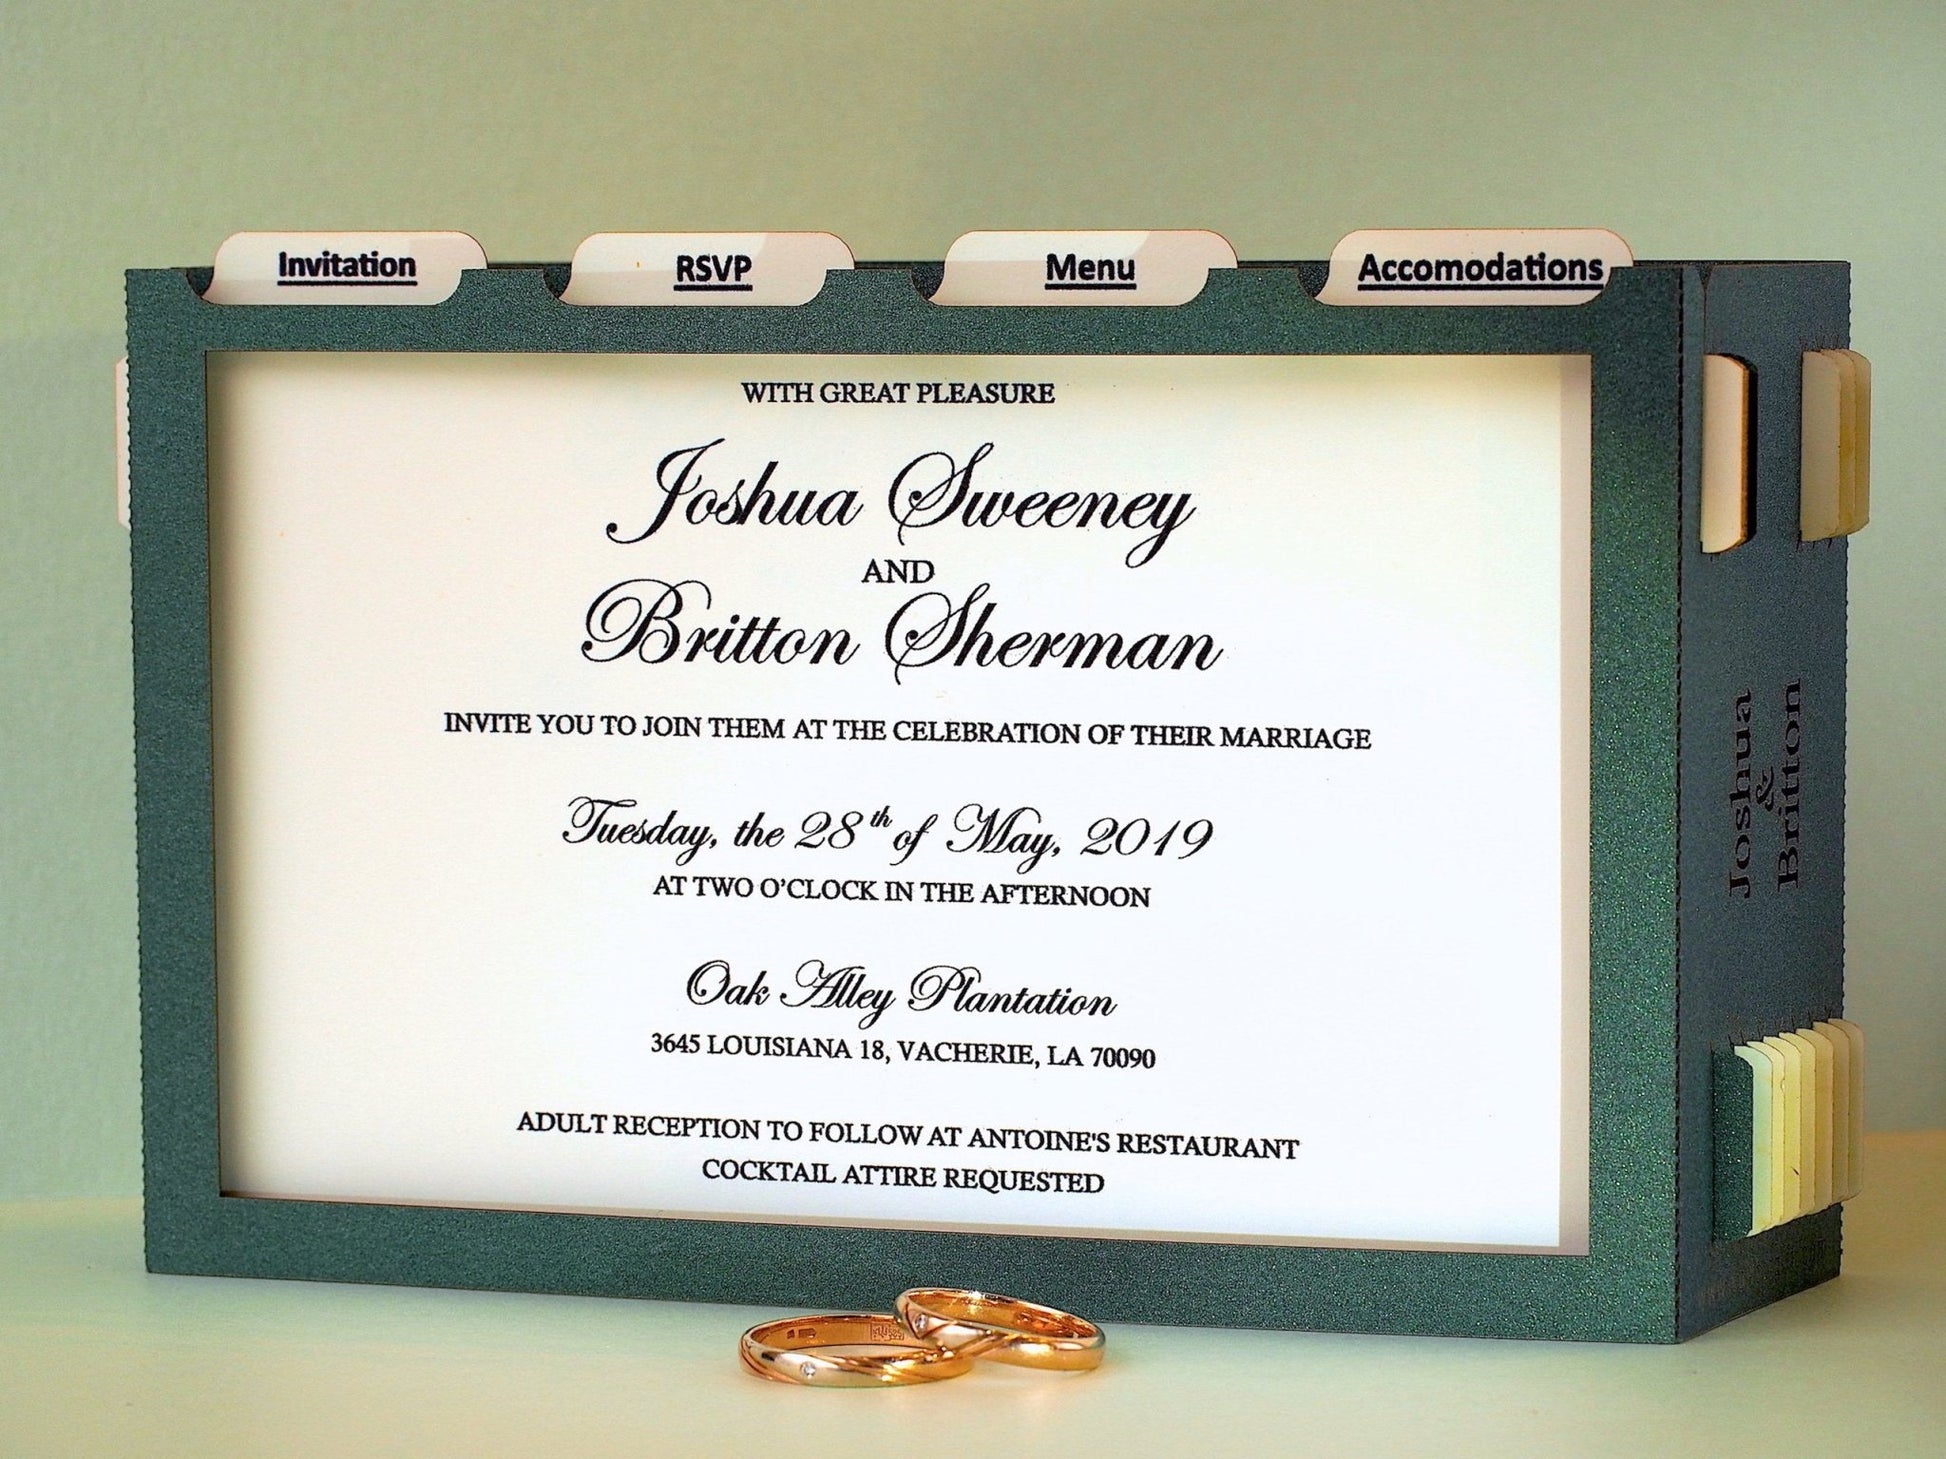 Invitation
RSVP
Menu
Accomodations
WITH GREAT PLEASURE
Joshua Sweeney
AND
Britton Sherman
INVITE YOU TO JOIN THEM AT THE CELEBRATION OF THEIR MARRIAGE
Tuesday, the 28th of May, 2019
AT TWO O'CLOCK IN THE AFTERNOON
Oak Alley Plantation
3645 LOUISIANA 18, VACHERIE, LA 70090
ADULT RECEPTION TO FOLLOW AT ANTOINE'S RESTAURANT
COCKTAIL ATTIRE REQUESTED
Joshua
&
Britton